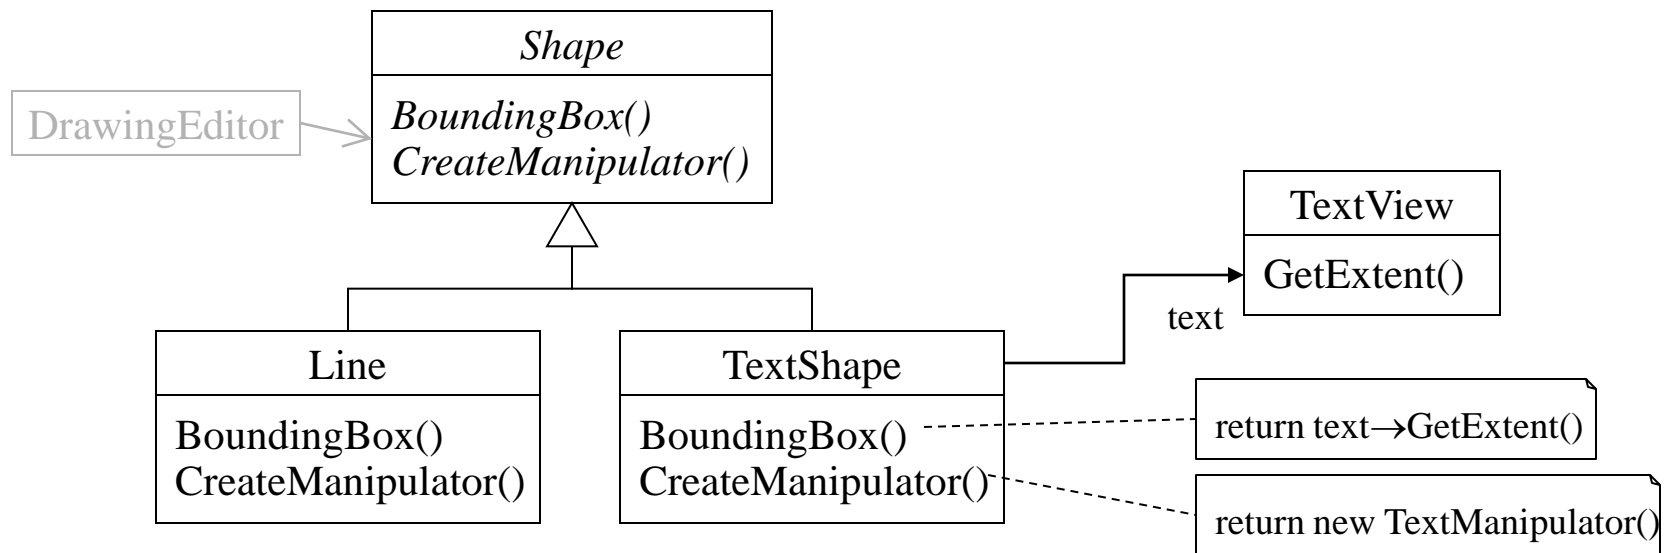 Shape
BoundingBox()
CreateManipulator()
DrawingEditor
TextView
GetExtent()
text
Line
BoundingBox()
CreateManipulator()
TextShape
BoundingBox()
CreateManipulator()
return text→GetExtent()
return new TextManipulator()